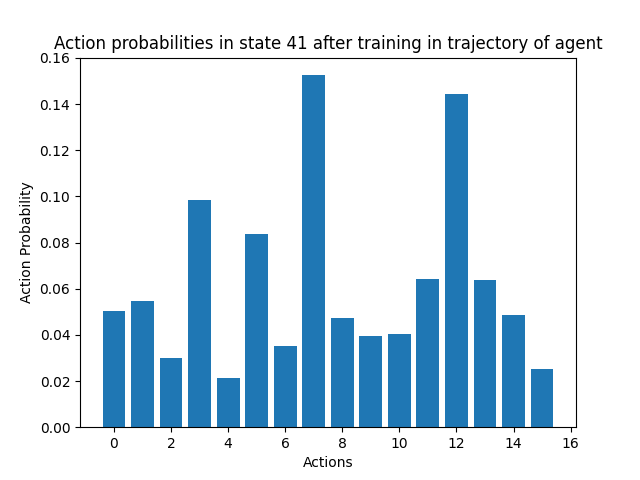 Action probabilities in state 41 after training in trajectory of agent
0.16
0.14
0.12
0.10
0.08
0.06
0.04
0.02
0.00
Action Probability
0 2 4 6 8 10 12 14 16
Actions